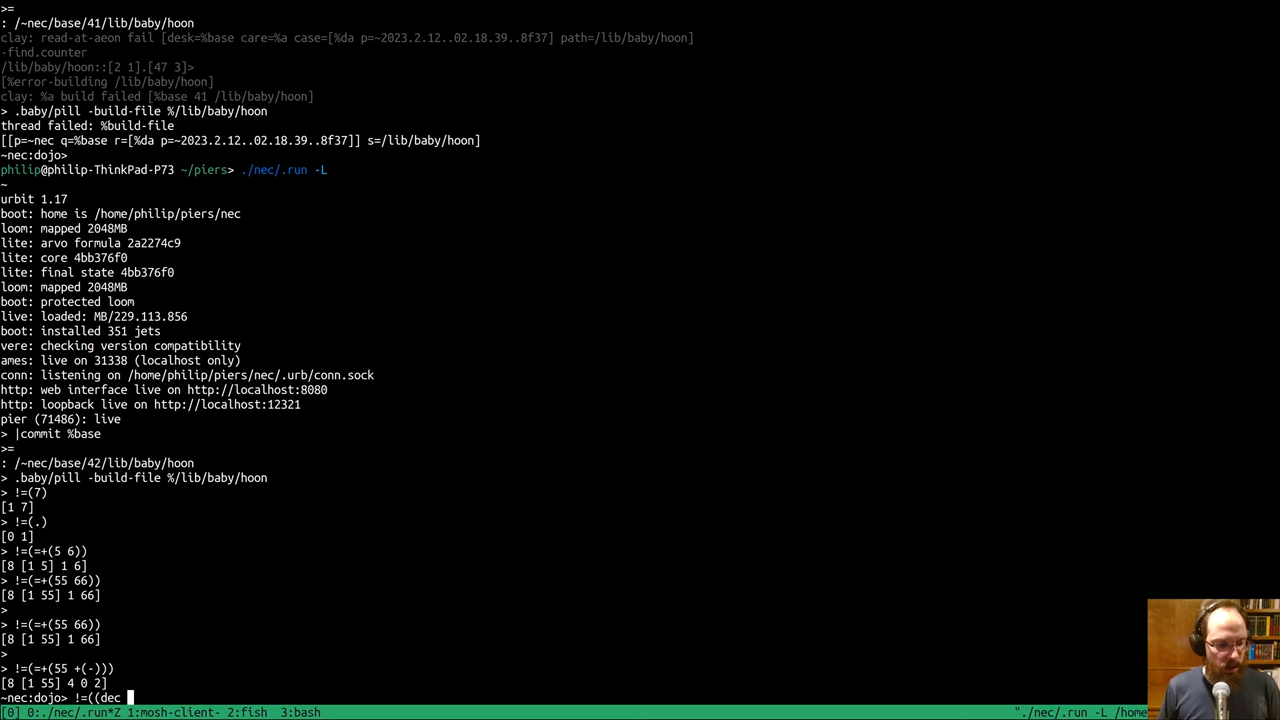 >=
: /~nec/base/41/lib/baby/hoon
clay: read-at-aeon fail [desk=%base care=%a case=[%da p=~2023.2.12..02.18.39..8f37] path=/lib/baby/hoon]
-find.counter
/lib/baby/hoon::[2 1].[47 3]>
[%error-building /lib/baby/hoon]
clay: %a build failed [%base 41 /lib/baby/hoon]
> .baby/pill -build-file %/lib/baby/hoon
thread failed: %build-file
[[p=~nec q=%base r=[%da p=~2023.2.12..02.18.39..8f37]] s=/lib/baby/hoon]
~nec:dojo>
philip@philip-ThinkPad-P73 ~/piers> ./nec/.run -L
~
urbit 1.17
boot: home is /home/philip/piers/nec
loom: mapped 2048MB
lite: arvo formula 2a2274c9
lite: core 4bb376f0
lite: final state 4bb376f0
loom: mapped 2048MB
boot: protected loom
live: loaded: MB/229.113.856
boot: installed 351 jets
vere: checking version compatibility
ames: live on 31338 (localhost only)
conn: listening on /home/philip/piers/nec/.urb/conn.sock
http: web interface live on http://localhost:8080
http: loopback live on http://localhost:12321
pier (71486): live
> |commit %base
>=
: /~nec/base/42/lib/baby/hoon
> .baby/pill -build-file %/lib/baby/hoon
> !=(7)
[1 7]
> !=(.)
[0 1]
> !=(=+(5 6))
[8 [1 5] 1 6]
> !=(=+(55 66))
[8 [1 55] 1 66]
>
> !=(=+(55 66))
[8 [1 55] 1 66]
>
> !=(=+(55 +(-)))
[8 [1 55] 4 0 2]
~nec:dojo> !=((dec
[0] 0:./nec/.run*Z 1:mosh-client- 2:fish  3:bash "./nec/.run -L /home